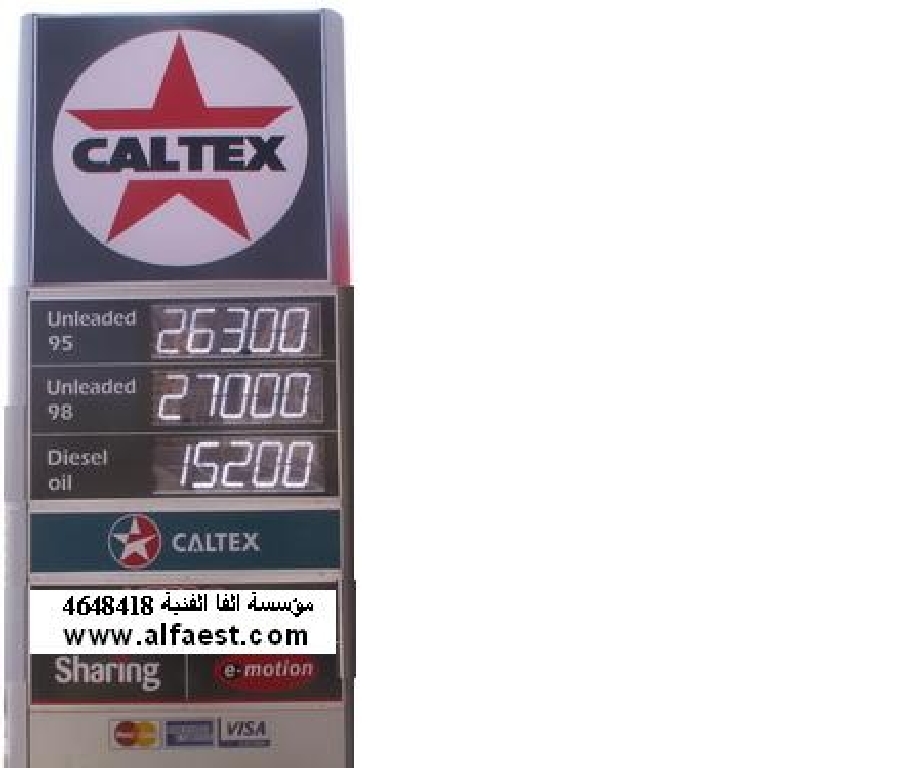 CALTEX
Unleaded 95 26300
Unleaded 98 27000
Diesel oil 15200
CALTEX
مؤسسة الفا الفنية 4648418
www.alfaest.com
Sharing e-motion
VISA